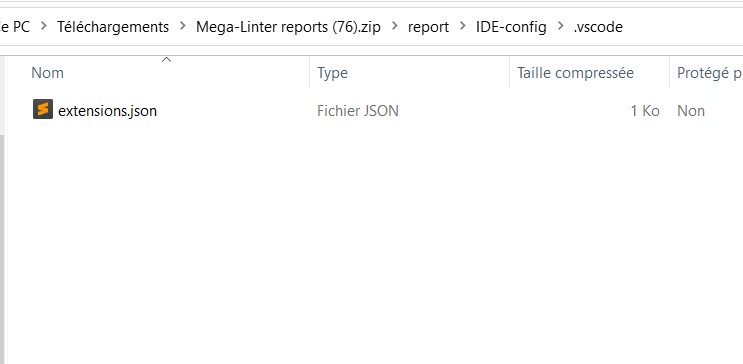 e PC > Téléchargements > Mega-Linter reports (76).zip > report > IDE-config > .vscode
Nom Type Taille compressée Protégé p
extensions.json Fichier JSON 1 Ko Non